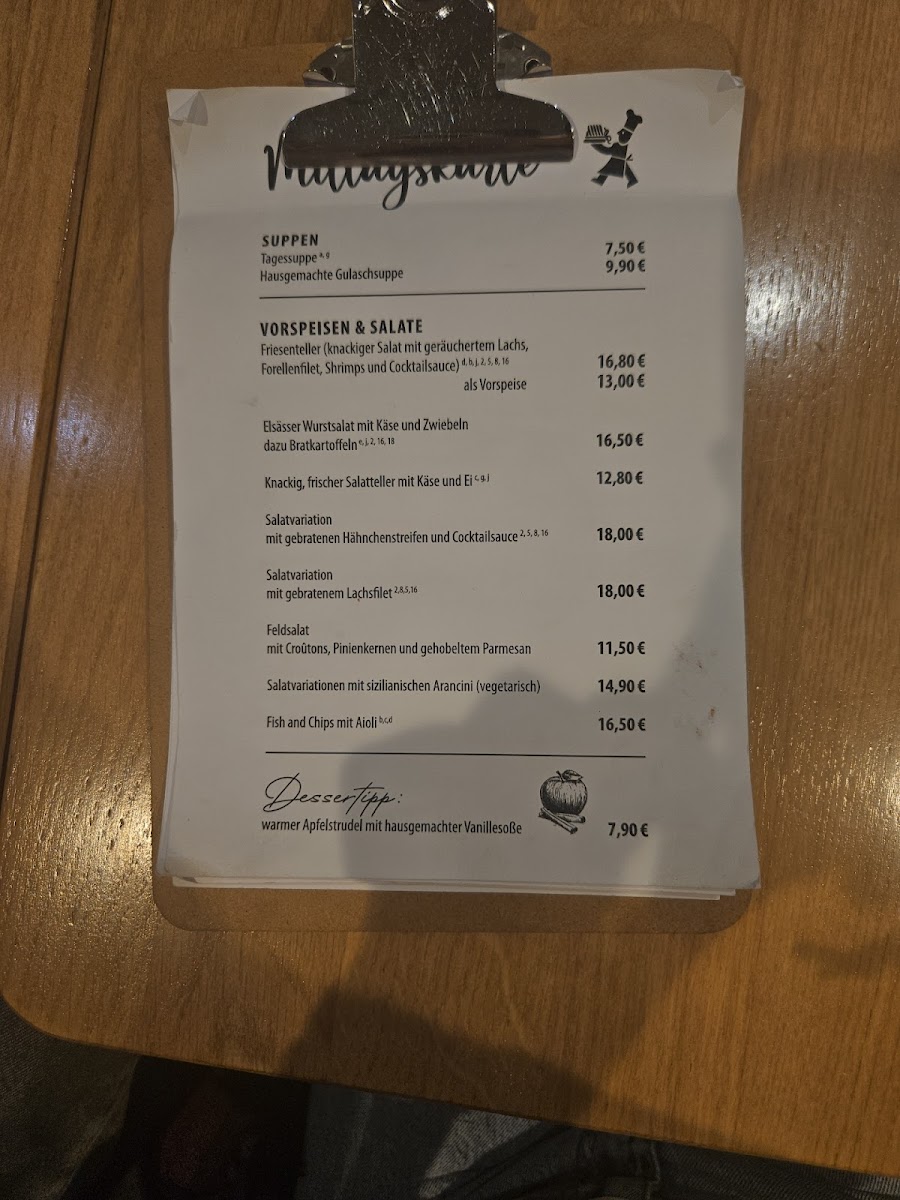 Mittagskarte
SUPPEN
Tagessuppe a, g 7,50 €
Hausgemachte Gulaschsuppe 9,90 €
VORSPEISEN & SALATE
Friesenteller (knackiger Salat mit geräuchertem Lachs,
Forellenfilet, Shrimps und Cocktailsauce) d, b, j, 2, 5, 8, 16 16,80 €
als Vorspeise 13,00 €
Elsässer Wurstsalat mit Käse und Zwiebeln
dazu Bratkartoffeln e, j, 2, 16, 18 16,50 €
Knackig, frischer Salatteller mit Käse und Ei c, g, j 12,80 €
Salatvariation
mit gebratenen Hähnchenstreifen und Cocktailsauce 2, 5, 8, 16 18,00 €
Salatvariation
mit gebratenem Lachsfilet 2,8,5,16 18,00 €
Feldsalat
mit Croûtons, Pinienkernen und gehobeltem Parmesan 11,50 €
Salatvariationen mit sizilianischen Arancini (vegetarisch) 14,90 €
Fish and Chips mit Aioli b,c,d 16,50 €
Desserttipp:
warmer Apfelstrudel mit hausgemachter Vanillesoße 7,90 €